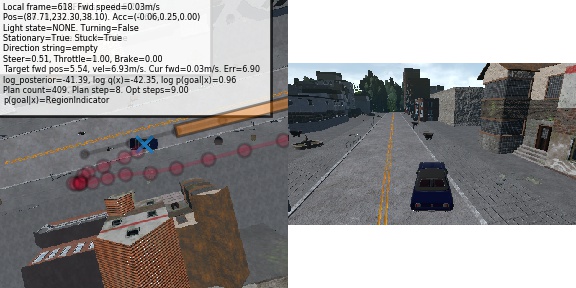 Local frame=618. Fwd speed=0.03m/s
Pos=(87.71,232.30,38.10). Acc=(-0.06,0.25,0.00)
Light state=NONE. Turning=False
Stationary=True. Stuck=True
Direction string=empty
Steer=0.51, Throttle=1.00, Brake=0.00
Target fwd pos=5.54, vel=6.93m/s. Cur fwd=0.03m/s. Err=6.90
log_posterior=-41.39, log q(x)=-42.35, log p(goal|x)=0.96
Plan count=409. Plan step=8. Opt steps=9.00
p(goal|x)=RegionIndicator